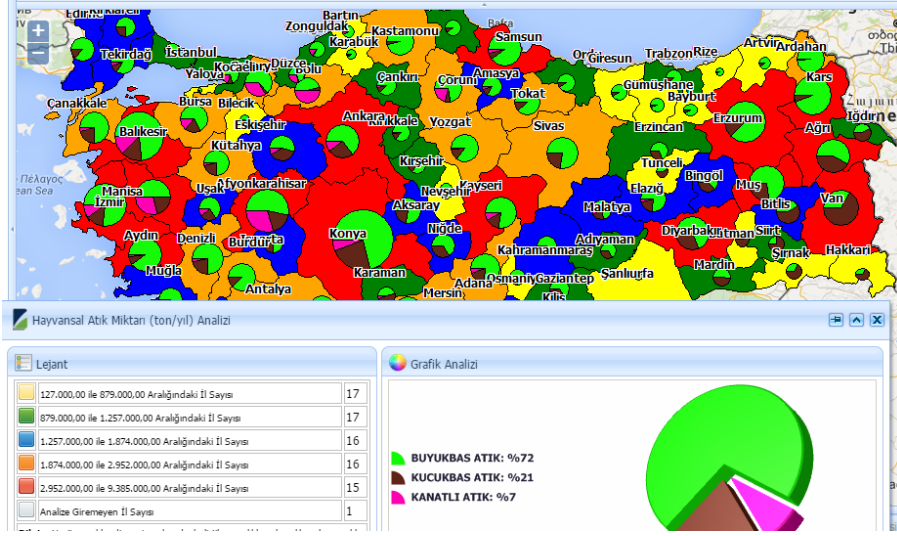 Bartın
Zonguldak
Kastamonu
Bafra
Karabük
Samsun
Tekirdağ
İstanbul
Düzce
Bolu
Yalova
Ordu
Giresun
Trabzon
Rize
Artvin
Ardahan
Çankırı
Çorum
Amasya
Kars
Tokat
Gümüşhane
Bayburt
Çanakkale
Bursa
Bilecik
Ankara
Yozgat
Sivas
Erzurum
Iğdır
Balıkesir
Eskişehir
Erzincan
Ağrı
Kütahya
Kırşehir
Tunceli
Manisa
Uşak
Afyonkarahisar
Nevşehir
Kayseri
Elazığ
Bingöl
Muş
Van
İzmir
Aksaray
Malatya
Bitlis
Aydın
Denizli
Burdur
Konya
Niğde
Adıyaman
Diyarbakır
Siirt
Kahramanmaraş
Şırnak
Hakkari
Muğla
Karaman
Şanlıurfa
Mardin
Antalya
Adana
Gaziantep
Mersin
Kilis
Πέλαγος
ean Sea
Hayvansal Atık Miktarı (ton/yıl) Analizi
Lejant
127.000,00 ile 879.000,00 Aralığındaki İl Sayısı 17
879.000,00 ile 1.257.000,00 Aralığındaki İl Sayısı 17
1.257.000,00 ile 1.874.000,00 Aralığındaki İl Sayısı 16
1.874.000,00 ile 2.952.000,00 Aralığındaki İl Sayısı 16
2.952.000,00 ile 9.385.000,00 Aralığındaki İl Sayısı 15
Analize Giremeyen İl Sayısı 1
Grafik Analizi
BUYUKBAS ATIK: %72
KUCUKBAS ATIK: %21
KANATLI ATIK: %7